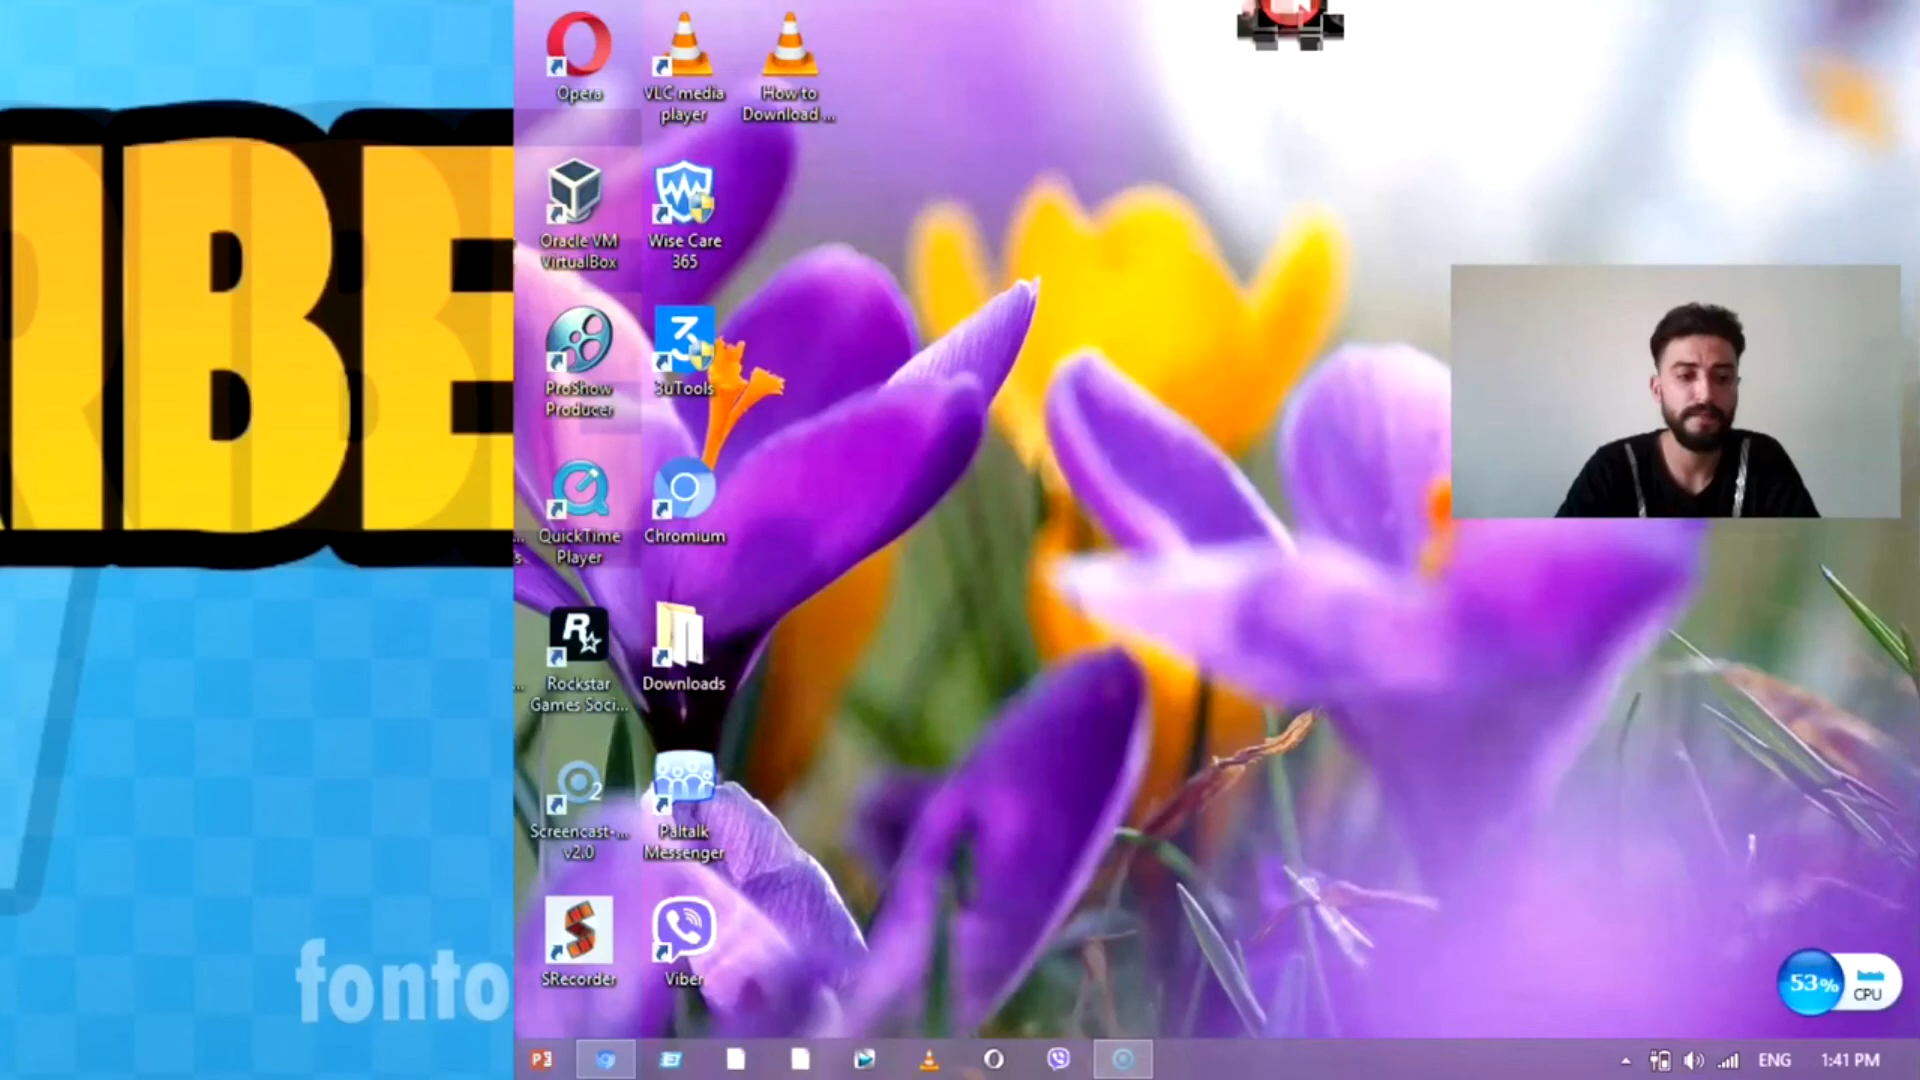 RBE
fonto
Opera
VLC media
player
How to
Download ...
Oracle VM
VirtualBox
Wise Care
365
3
ProShow
Producer
3uTools
QuickTime
Player
Chromium
R
Rockstar
Games Soci...
Downloads
2
Screencast-...
v2.0
Paltalk
Messenger
S
SRecorder
Viber
53%
CPU
ENG
1:41 PM